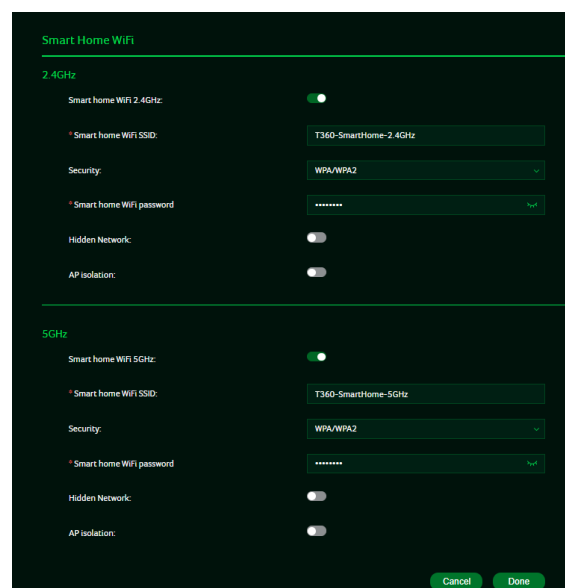 Smart Home WiFi
2.4GHz
Smart home WiFi 2.4GHz:
* Smart home WiFi SSID: T360-SmartHome-2.4GHz
Security: WPA/WPA2
* Smart home WiFi password ••••••••
Hidden Network:
AP isolation:
5GHz
Smart home WiFi 5GHz:
* Smart home WiFi SSID: T360-SmartHome-5GHz
Security: WPA/WPA2
* Smart home WiFi password ••••••••
Hidden Network:
AP isolation:
Cancel Done